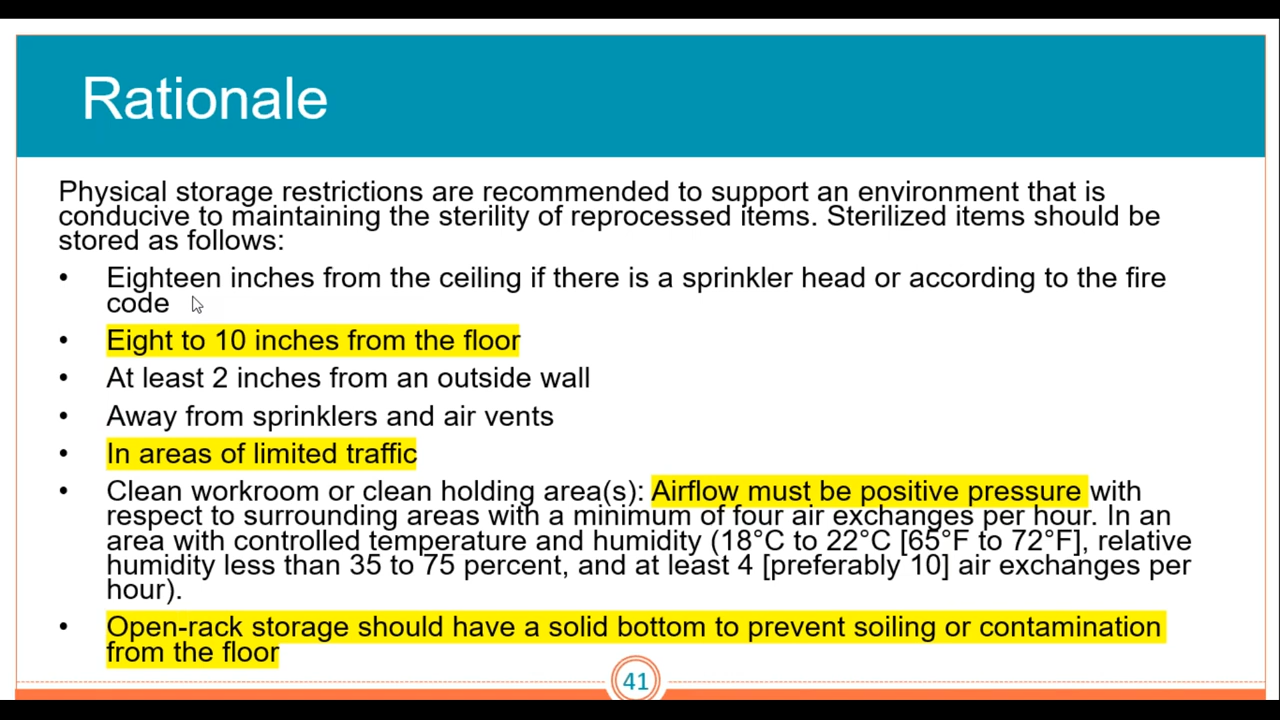 Rationale
Physical storage restrictions are recommended to support an environment that is
conducive to maintaining the sterility of reprocessed items. Sterilized items should be
stored as follows:
• Eighteen inches from the ceiling if there is a sprinkler head or according to the fire
code
• Eight to 10 inches from the floor
• At least 2 inches from an outside wall
• Away from sprinklers and air vents
• In areas of limited traffic
• Clean workroom or clean holding area(s): Airflow must be positive pressure with
respect to surrounding areas with a minimum of four air exchanges per hour. In an
area with controlled temperature and humidity (18°C to 22°C [65°F to 72°F], relative
humidity less than 35 to 75 percent, and at least 4 [preferably 10] air exchanges per
hour).
• Open-rack storage should have a solid bottom to prevent soiling or contamination
from the floor
41